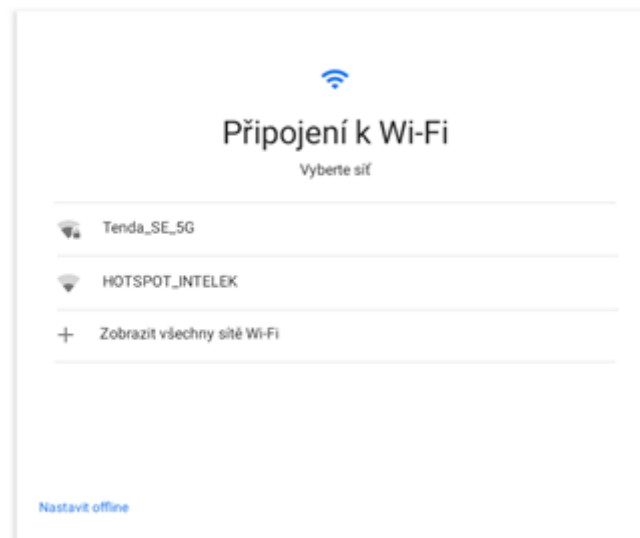 Připojení k Wi-Fi
Vyberte síť
Tenda_SE_5G
HOTSPOT_INTELEK
Zobrazit všechny sítě Wi-Fi
Nastavit offline